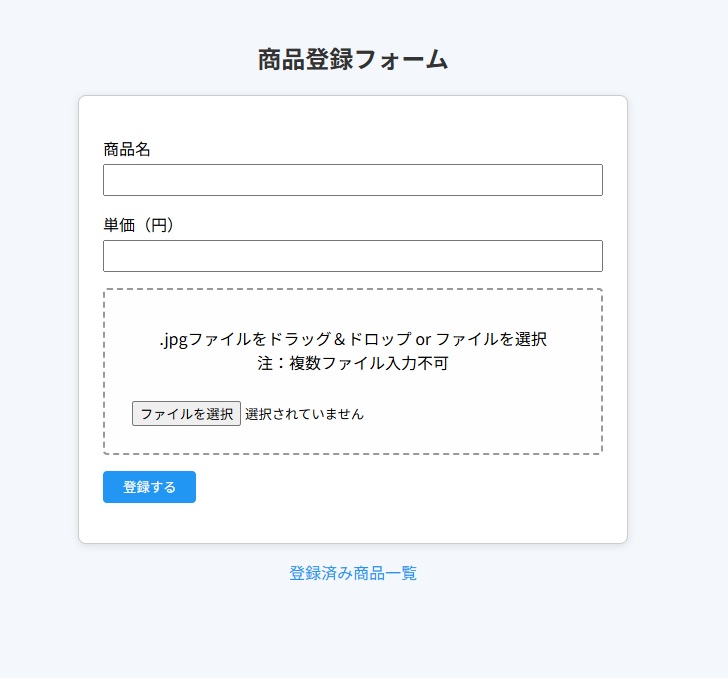 商品登録フォーム
商品名
単価（円）
.jpgファイルをドラッグ＆ドロップ or ファイルを選択
注：複数ファイル入力不可
ファイルを選択 選択されていません
登録する
登録済み商品一覧